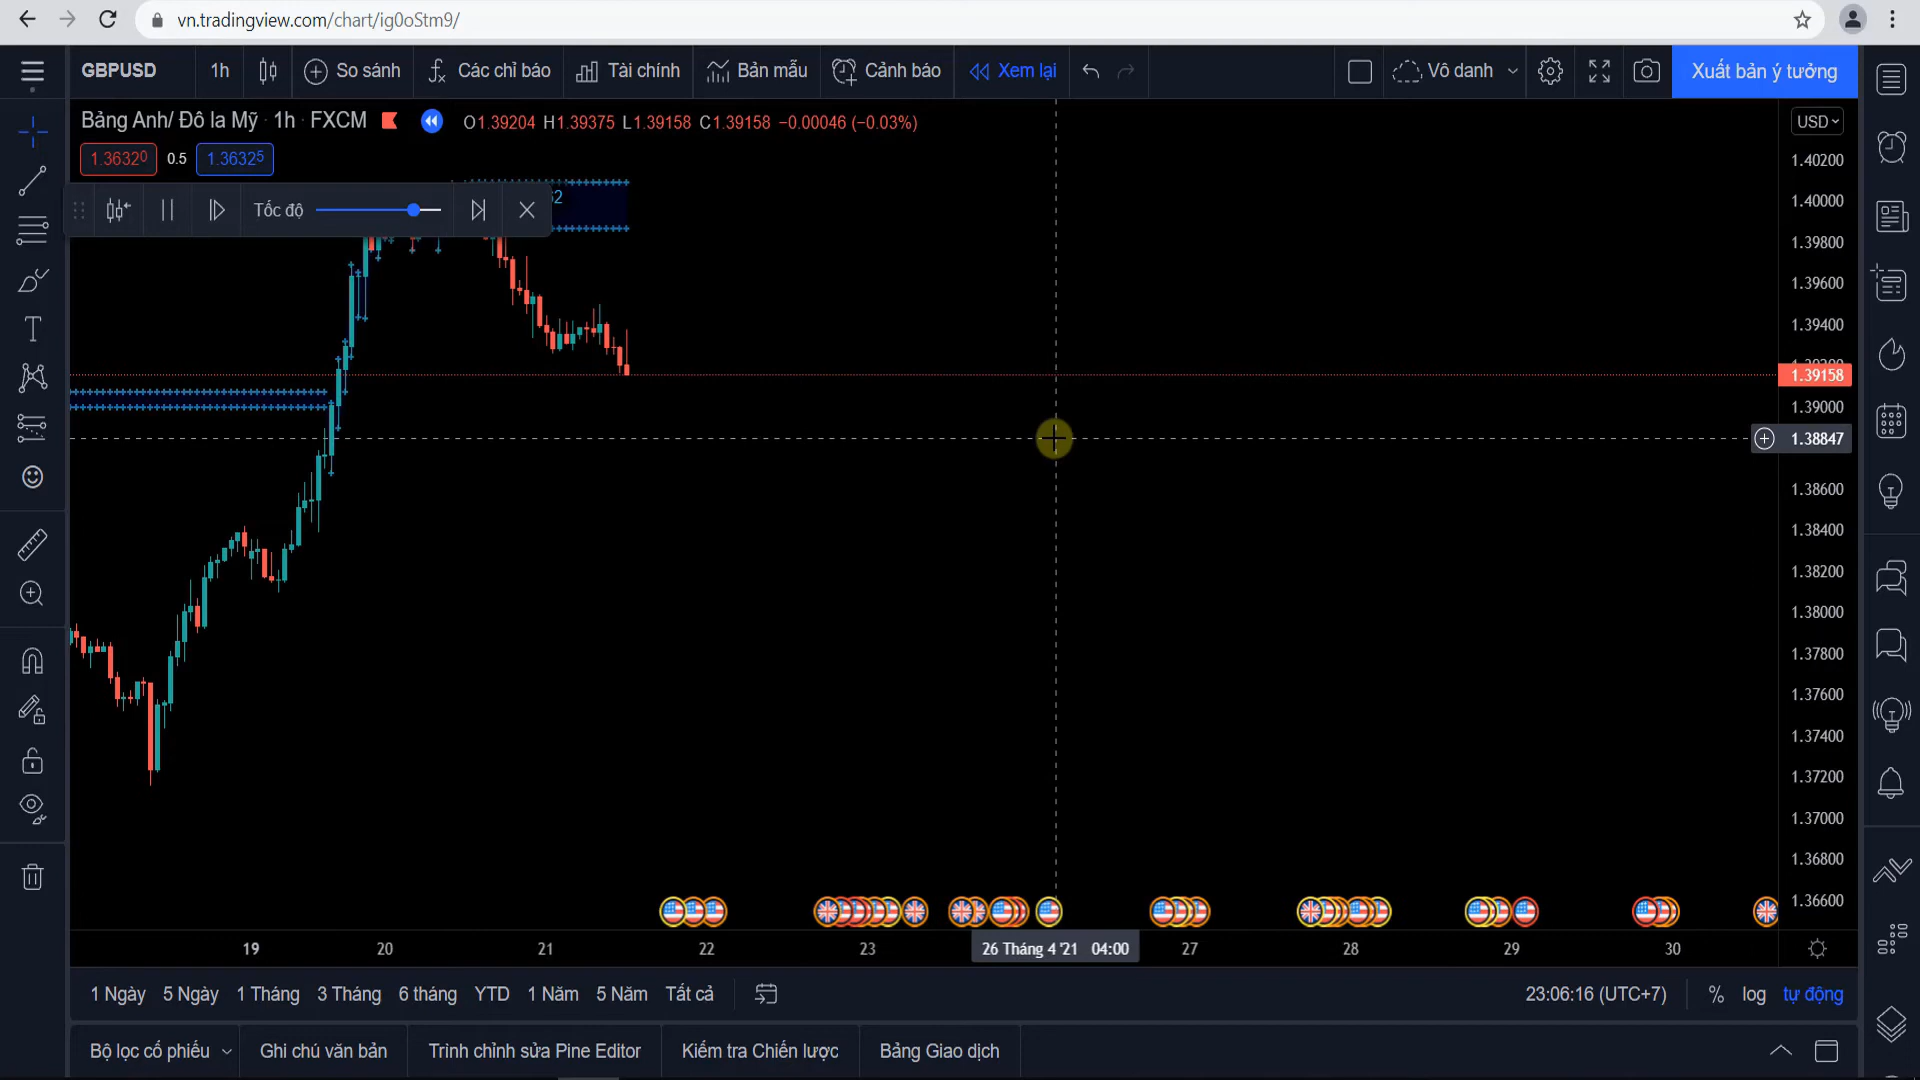 vn.tradingview.com/chart/ig0oStm9/
GBPUSD 1h So sánh Các chỉ báo Tài chính Bản mẫu Cảnh báo Xem lại Vô danh Xuất bản ý tưởng
Bảng Anh/ Đô la Mỹ · 1h · FXCM O1.39204 H1.39375 L1.39158 C1.39158 −0.00046 (−0.03%)
USD
1.36320 0.5 1.36325
1.40200
Tốc độ
1.40000
1.39800
1.39600
1.39400
1.39158
1.39000
1.38847
1.38600
1.38400
1.38200
1.38000
1.37800
1.37600
1.37400
1.37200
1.37000
1.36800
1.36600
19 20 21 22 23 26 Tháng 4 '21 04:00 27 28 29 30
1 Ngày 5 Ngày 1 Tháng 3 Tháng 6 tháng YTD 1 Năm 5 Năm Tất cả 23:06:16 (UTC+7) % log tự động
Bộ lọc cổ phiếu Ghi chú văn bản Trình chỉnh sửa Pine Editor Kiểm tra Chiến lược Bảng Giao dịch